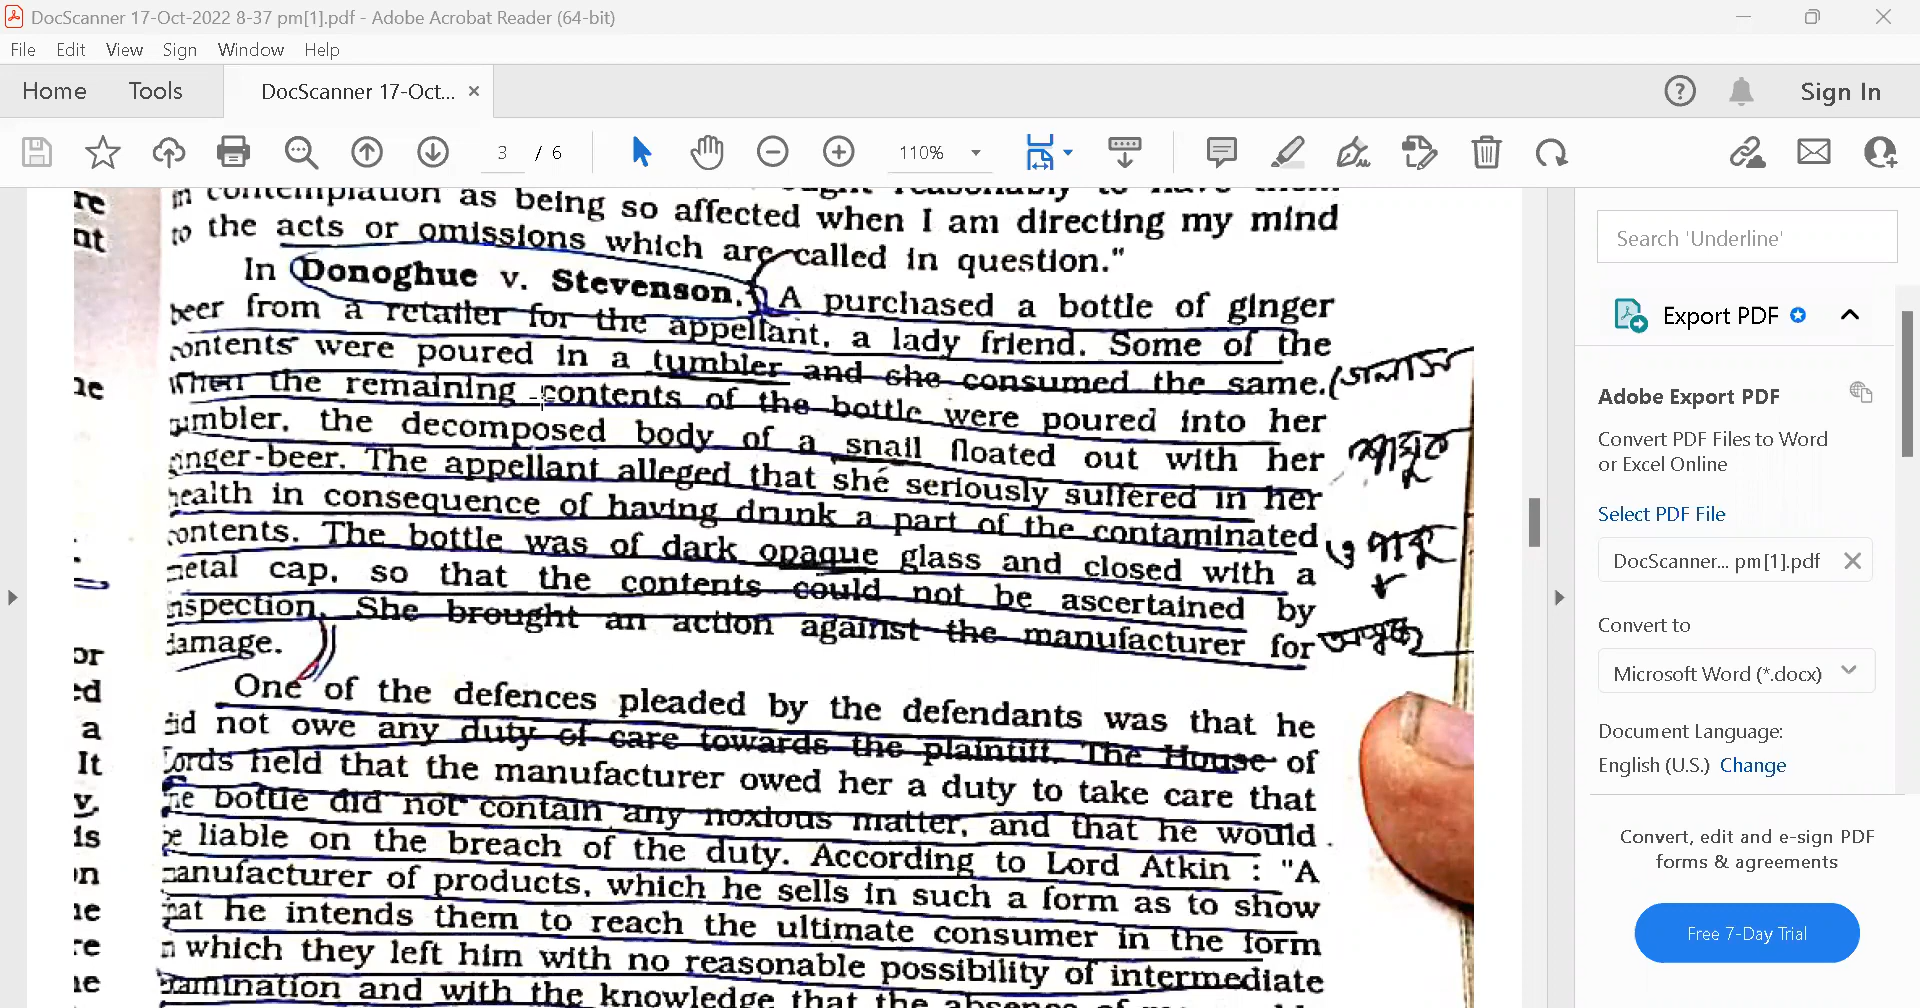 DocScanner 17-Oct-2022 8-37 pm[1].pdf - Adobe Acrobat Reader (64-bit)
File Edit View Sign Window Help
Home Tools DocScanner 17-Oct... × Sign In
3 / 6 110%
in contemplation as being so affected when I am directing my mind
to the acts or omissions which are called in question."
In Donoghue v. Stevenson, A purchased a bottle of ginger
beer from a retailer for the appellant, a lady friend. Some of the
contents were poured in a tumbler and she consumed the same.
When the remaining contents of the bottle were poured into her
tumbler, the decomposed body of a snail floated out with her
ginger-beer. The appellant alleged that she seriously suffered in her
health in consequence of having drunk a part of the contaminated
contents. The bottle was of dark opaque glass and closed with a
metal cap, so that the contents could not be ascertained by
inspection. She brought an action against the manufacturer for
damage.
One of the defences pleaded by the defendants was that he
did not owe any duty of care towards the plaintiff. The House of
Lords held that the manufacturer owed her a duty to take care that
the bottle did not contain any noxious matter, and that he would
be liable on the breach of the duty. According to Lord Atkin : "A
manufacturer of products, which he sells in such a form as to show
that he intends them to reach the ultimate consumer in the form
in which they left him with no reasonable possibility of intermediate
examination and with the knowledge that the absence of
re
nt
ne
or
ed
a
It
y.
is
on
ne
re
ne
Search 'Underline'
Export PDF
Adobe Export PDF
Convert PDF Files to Word
or Excel Online
Select PDF File
DocScanner... pm[1].pdf
Convert to
Microsoft Word (*.docx)
Document Language:
English (U.S.) Change
Convert, edit and e-sign PDF
forms & agreements
Free 7-Day Trial